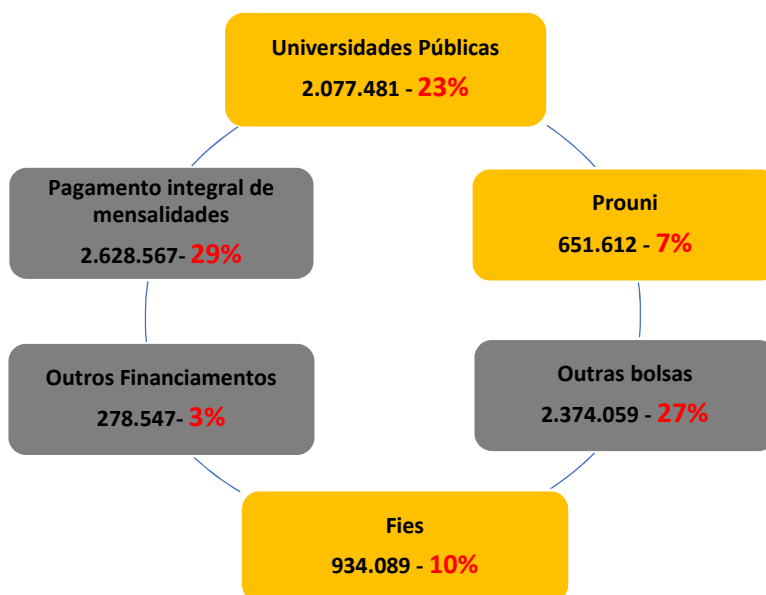 Universidades Públicas
2.077.481 - 23%
Pagamento integral de
mensalidades
2.628.567- 29%
Prouni
651.612 - 7%
Outros Financiamentos
278.547- 3%
Outras bolsas
2.374.059 - 27%
Fies
934.089 - 10%